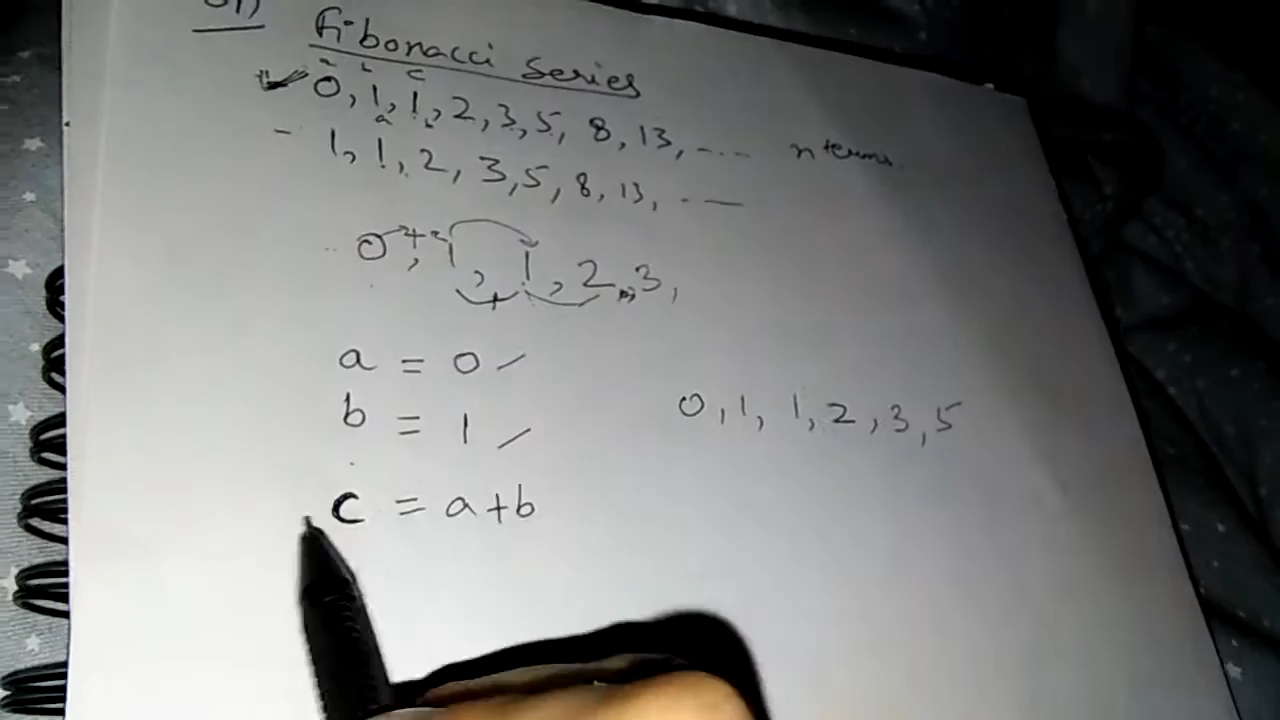 Fibonacci Series
a b c
0, 1, 1, 2, 3, 5, 8, 13, .... n terms
a b
- 1, 1, 2, 3, 5, 8, 13, . . —
0 + 1, 1, 2, 3,
+
a = 0
b = 1
0, 1, 1, 2, 3, 5
c = a+b